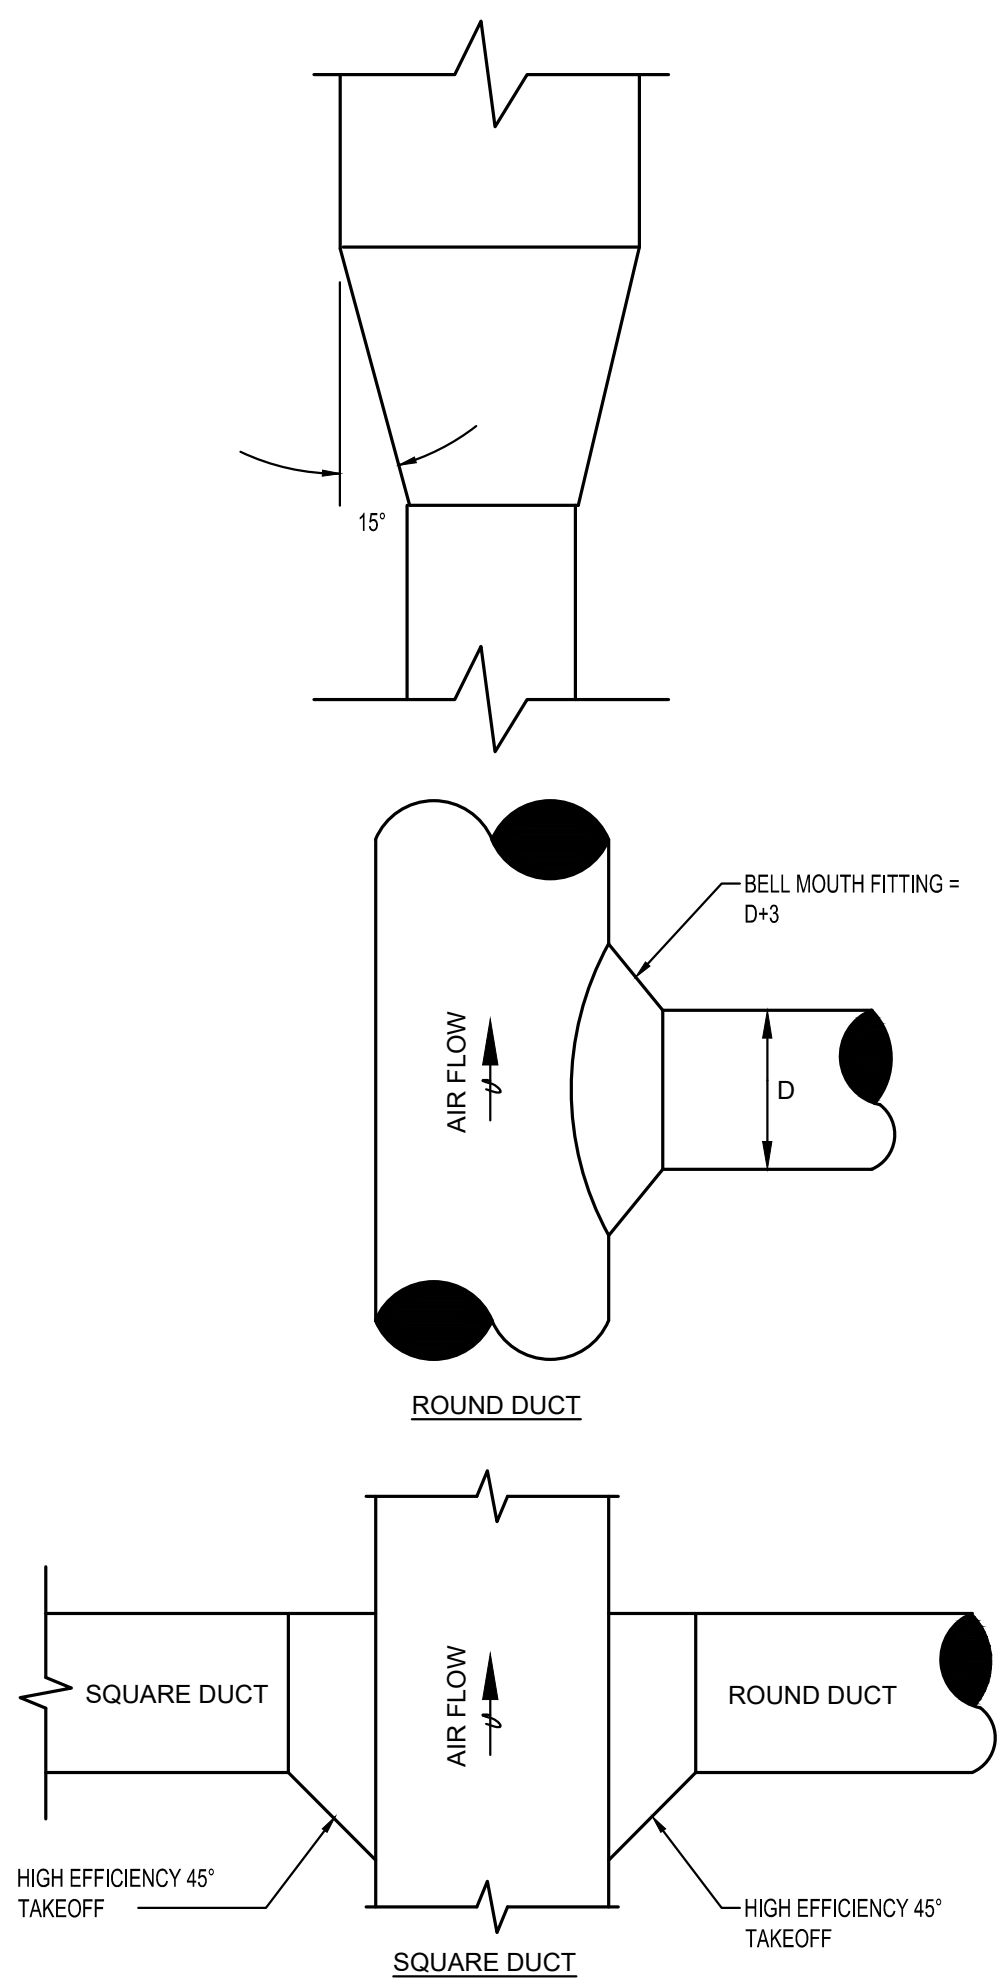 15°
BELL MOUTH FITTING =
D+3
AIR FLOW
D
ROUND DUCT
SQUARE DUCT
AIR FLOW
ROUND DUCT
HIGH EFFICIENCY 45°
TAKEOFF
HIGH EFFICIENCY 45°
TAKEOFF
SQUARE DUCT